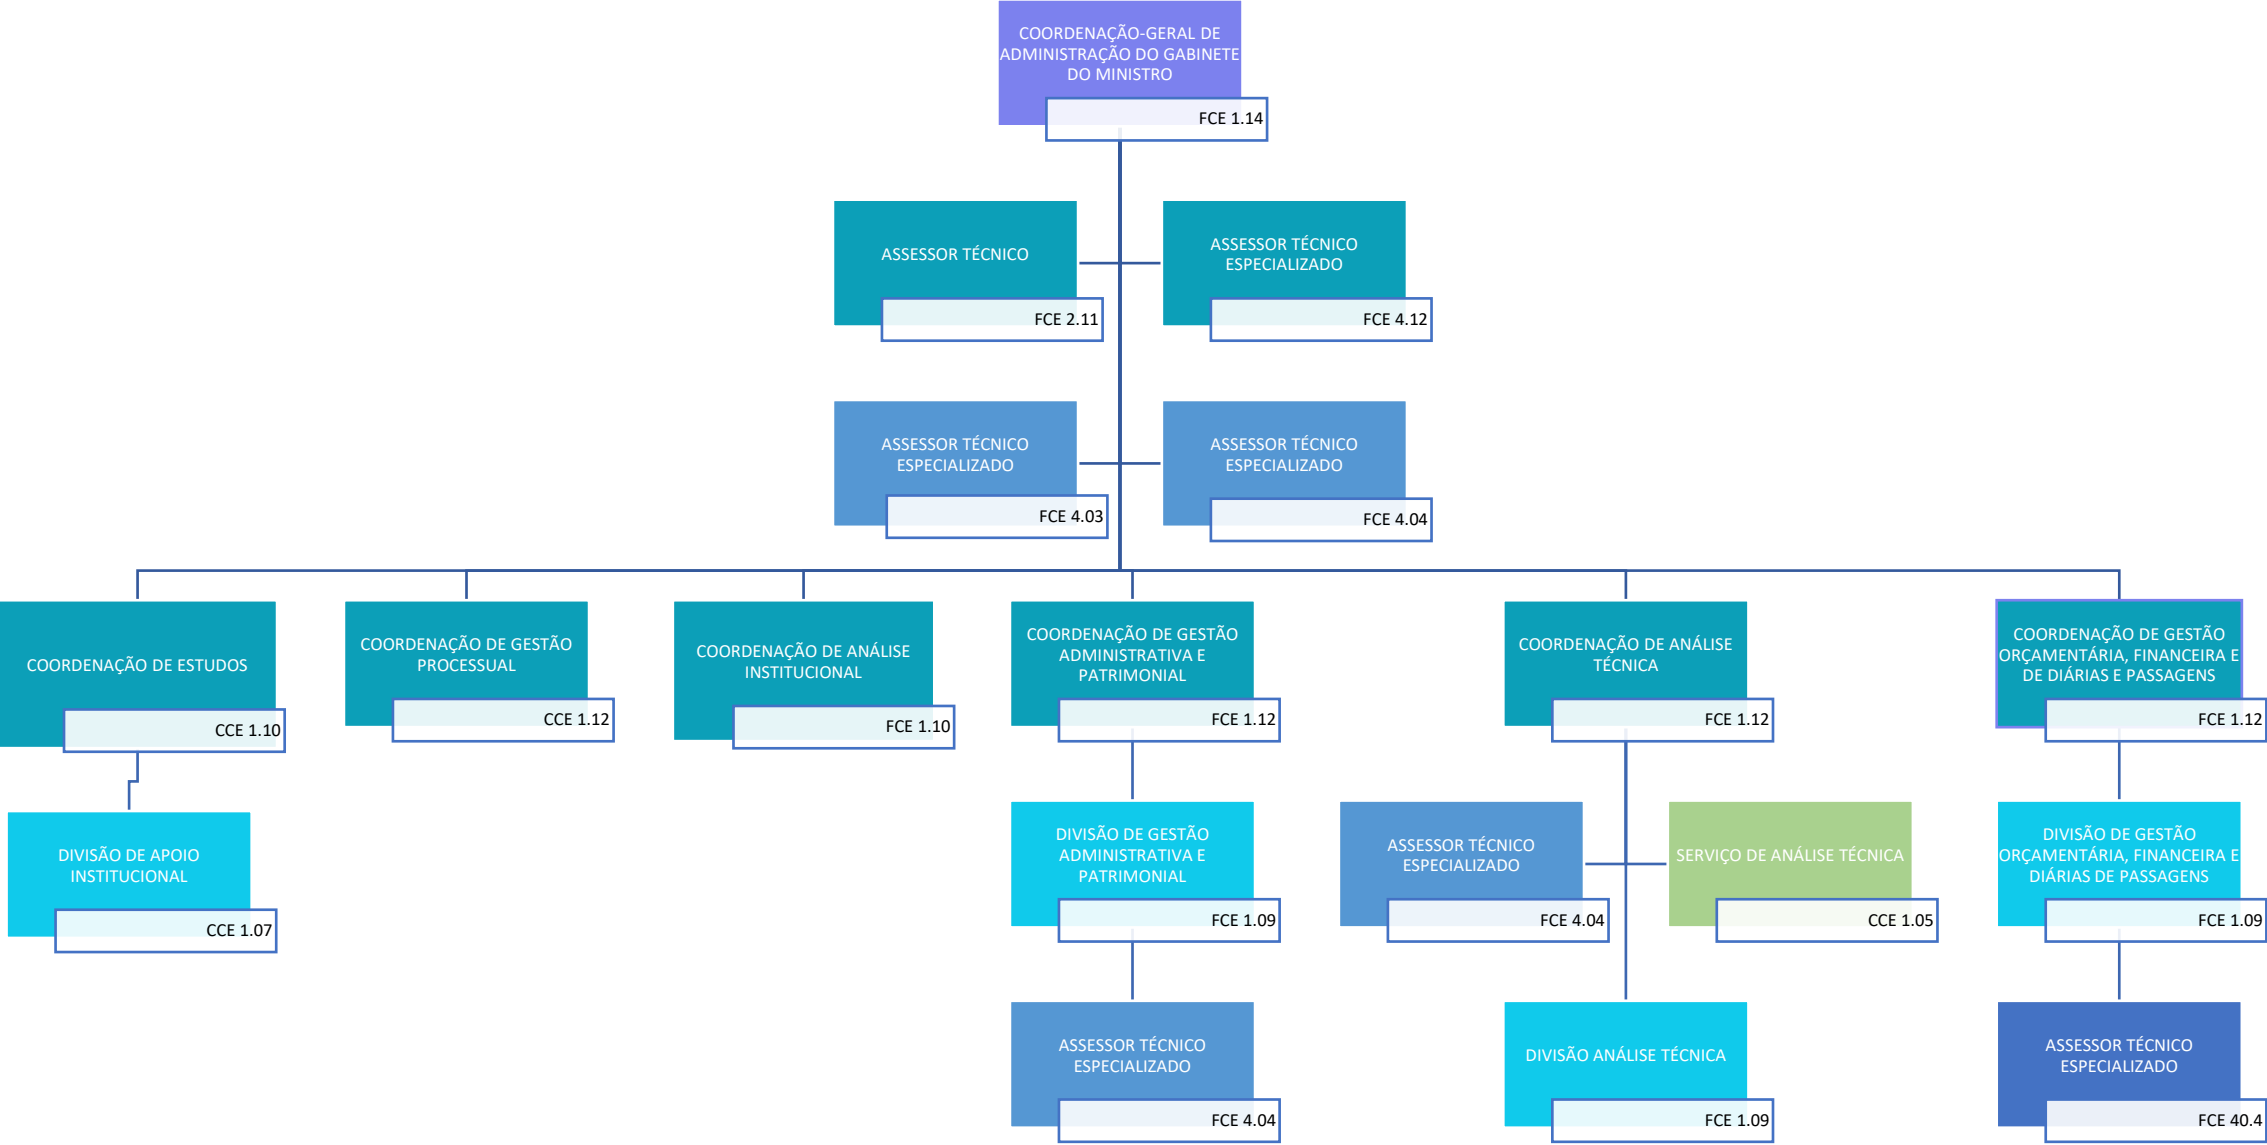 COORDENAÇÃO-GERAL DE
ADMINISTRAÇÃO DO GABINETE
DO MINISTRO
FCE 1.14
ASSESSOR TÉCNICO
FCE 2.11
ASSESSOR TÉCNICO
ESPECIALIZADO
FCE 4.12
ASSESSOR TÉCNICO
ESPECIALIZADO
FCE 4.03
ASSESSOR TÉCNICO
ESPECIALIZADO
FCE 4.04
COORDENAÇÃO DE ESTUDOS
CCE 1.10
COORDENAÇÃO DE GESTÃO
PROCESSUAL
CCE 1.12
COORDENAÇÃO DE ANÁLISE
INSTITUCIONAL
FCE 1.10
COORDENAÇÃO DE GESTÃO
ADMINISTRATIVA E
PATRIMONIAL
FCE 1.12
COORDENAÇÃO DE ANÁLISE
TÉCNICA
FCE 1.12
COORDENAÇÃO DE GESTÃO
ORÇAMENTÁRIA, FINANCEIRA E
DE DIÁRIAS E PASSAGENS
FCE 1.12
DIVISÃO DE APOIO
INSTITUCIONAL
CCE 1.07
DIVISÃO DE GESTÃO
ADMINISTRATIVA E
PATRIMONIAL
FCE 1.09
ASSESSOR TÉCNICO
ESPECIALIZADO
FCE 4.04
SERVIÇO DE ANÁLISE TÉCNICA
CCE 1.05
DIVISÃO DE GESTÃO
ORÇAMENTÁRIA, FINANCEIRA E
DIÁRIAS DE PASSAGENS
FCE 1.09
ASSESSOR TÉCNICO
ESPECIALIZADO
FCE 4.04
DIVISÃO ANÁLISE TÉCNICA
FCE 1.09
ASSESSOR TÉCNICO
ESPECIALIZADO
FCE 40.4